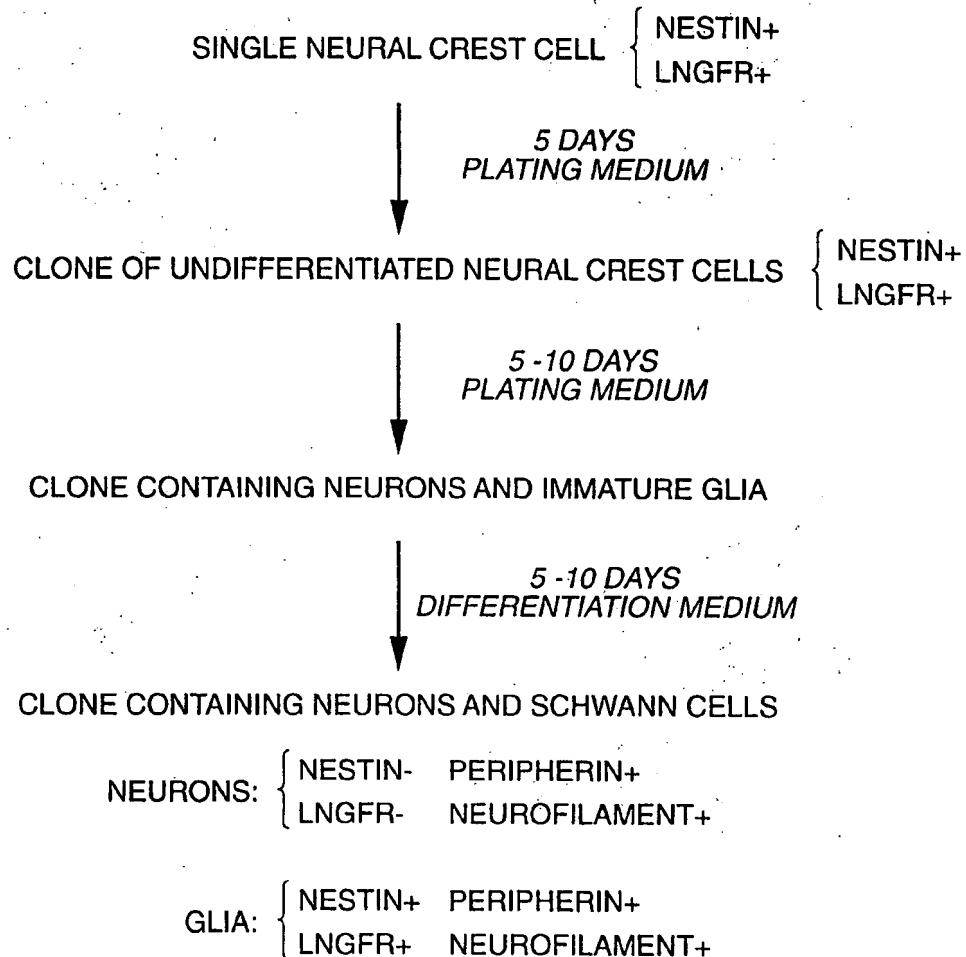 SINGLE NEURAL CREST CELL { NESTIN+
LNGFR+
5 DAYS
PLATING MEDIUM
CLONE OF UNDIFFERENTIATED NEURAL CREST CELLS { NESTIN+
LNGFR+
5-10 DAYS
PLATING MEDIUM
CLONE CONTAINING NEURONS AND IMMATURE GLIA
5-10 DAYS
DIFFERENTIATION MEDIUM
CLONE CONTAINING NEURONS AND SCHWANN CELLS
NEURONS: { NESTIN- PERIPHERIN+
LNGFR- NEUROFILAMENT+
GLIA: { NESTIN+ PERIPHERIN+
LNGFR+ NEUROFILAMENT+